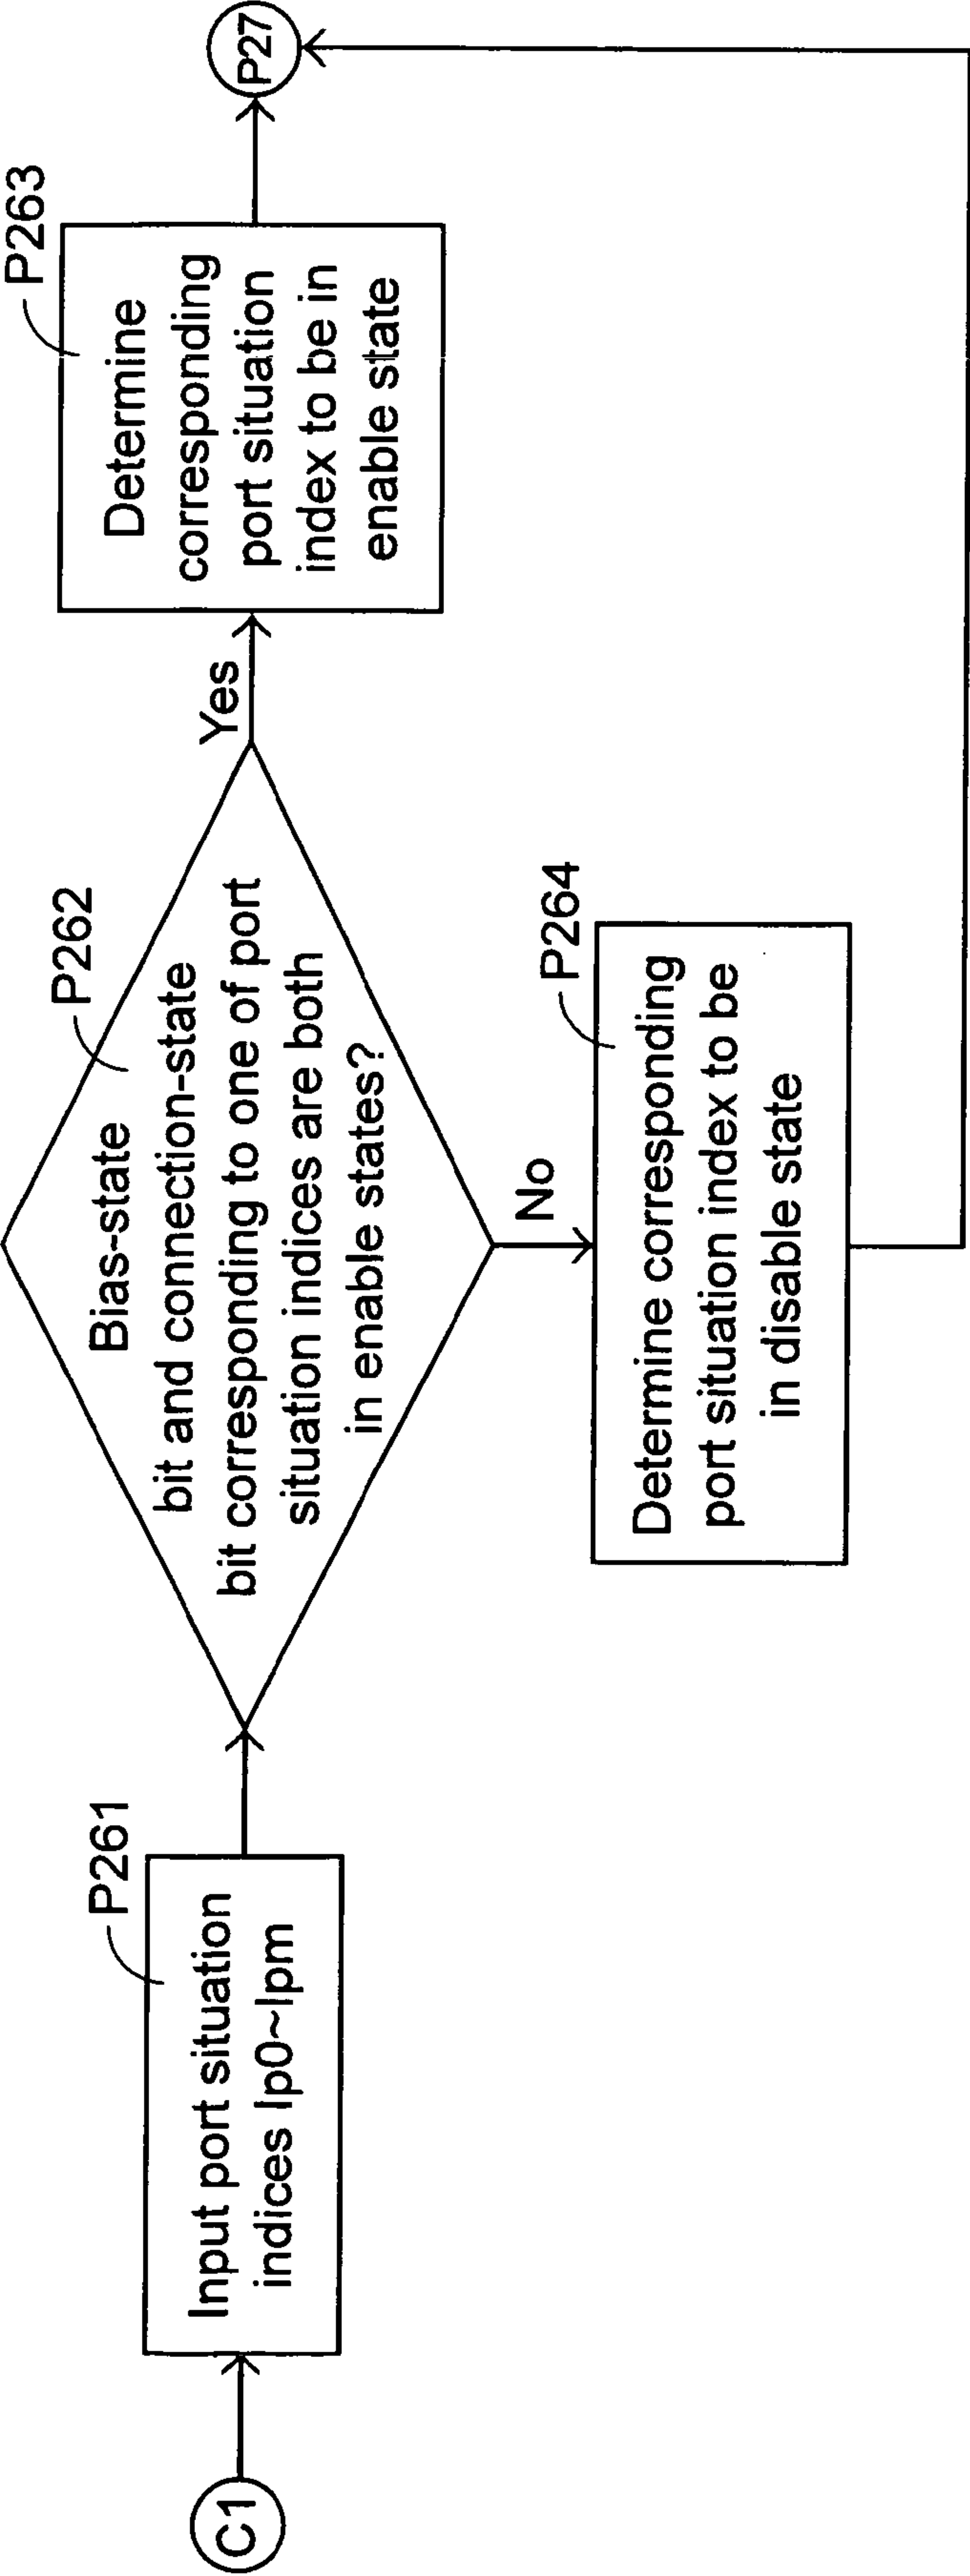 C1
P261
Input port situation
indices Ip0~Ipm
P262
Bias-state
bit and connection-state
bit corresponding to one of port
situation indices are both
in enable states?
Yes
P263
Determine
corresponding
port situation
index to be in
enable state
P27
No
P264
Determine corresponding
port situation index to be
in disable state